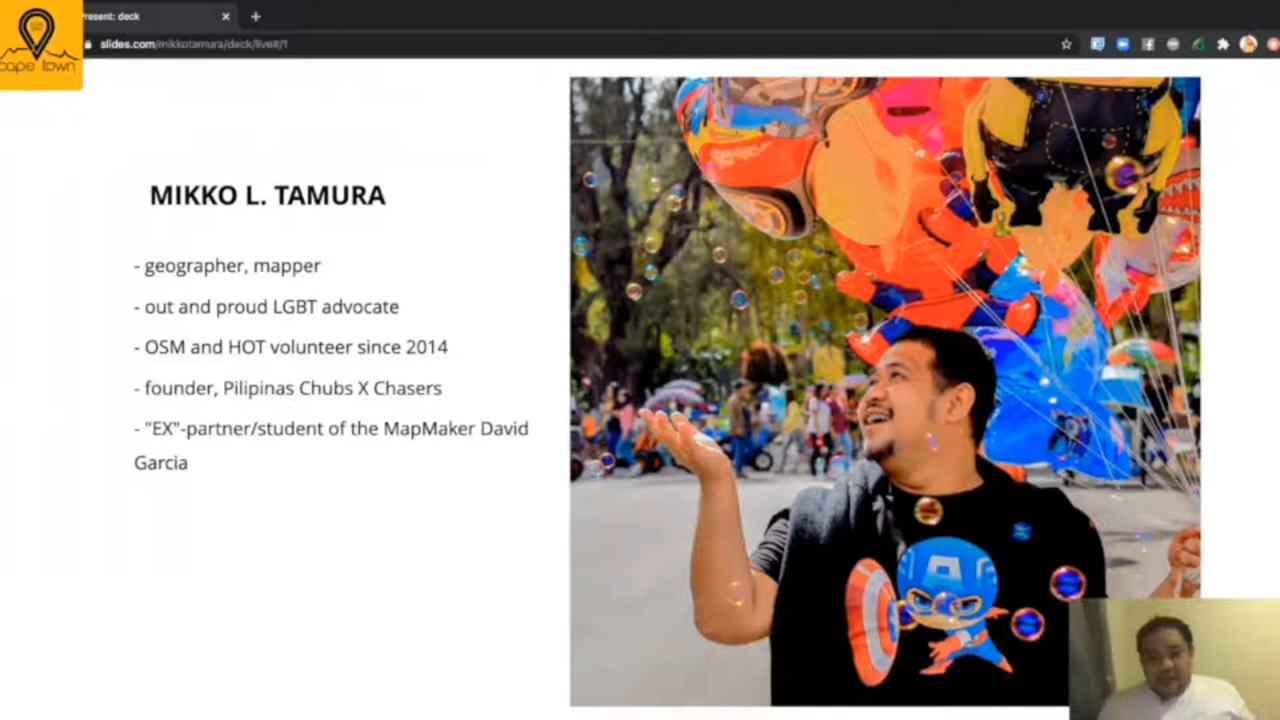 Present: deck
slides.com/mikkotamura/deck/live#/1
cape town
MIKKO L. TAMURA
- geographer, mapper
- out and proud LGBT advocate
- OSM and HOT volunteer since 2014
- founder, Pilipinas Chubs X Chasers
- "EX"-partner/student of the MapMaker David
Garcia
A